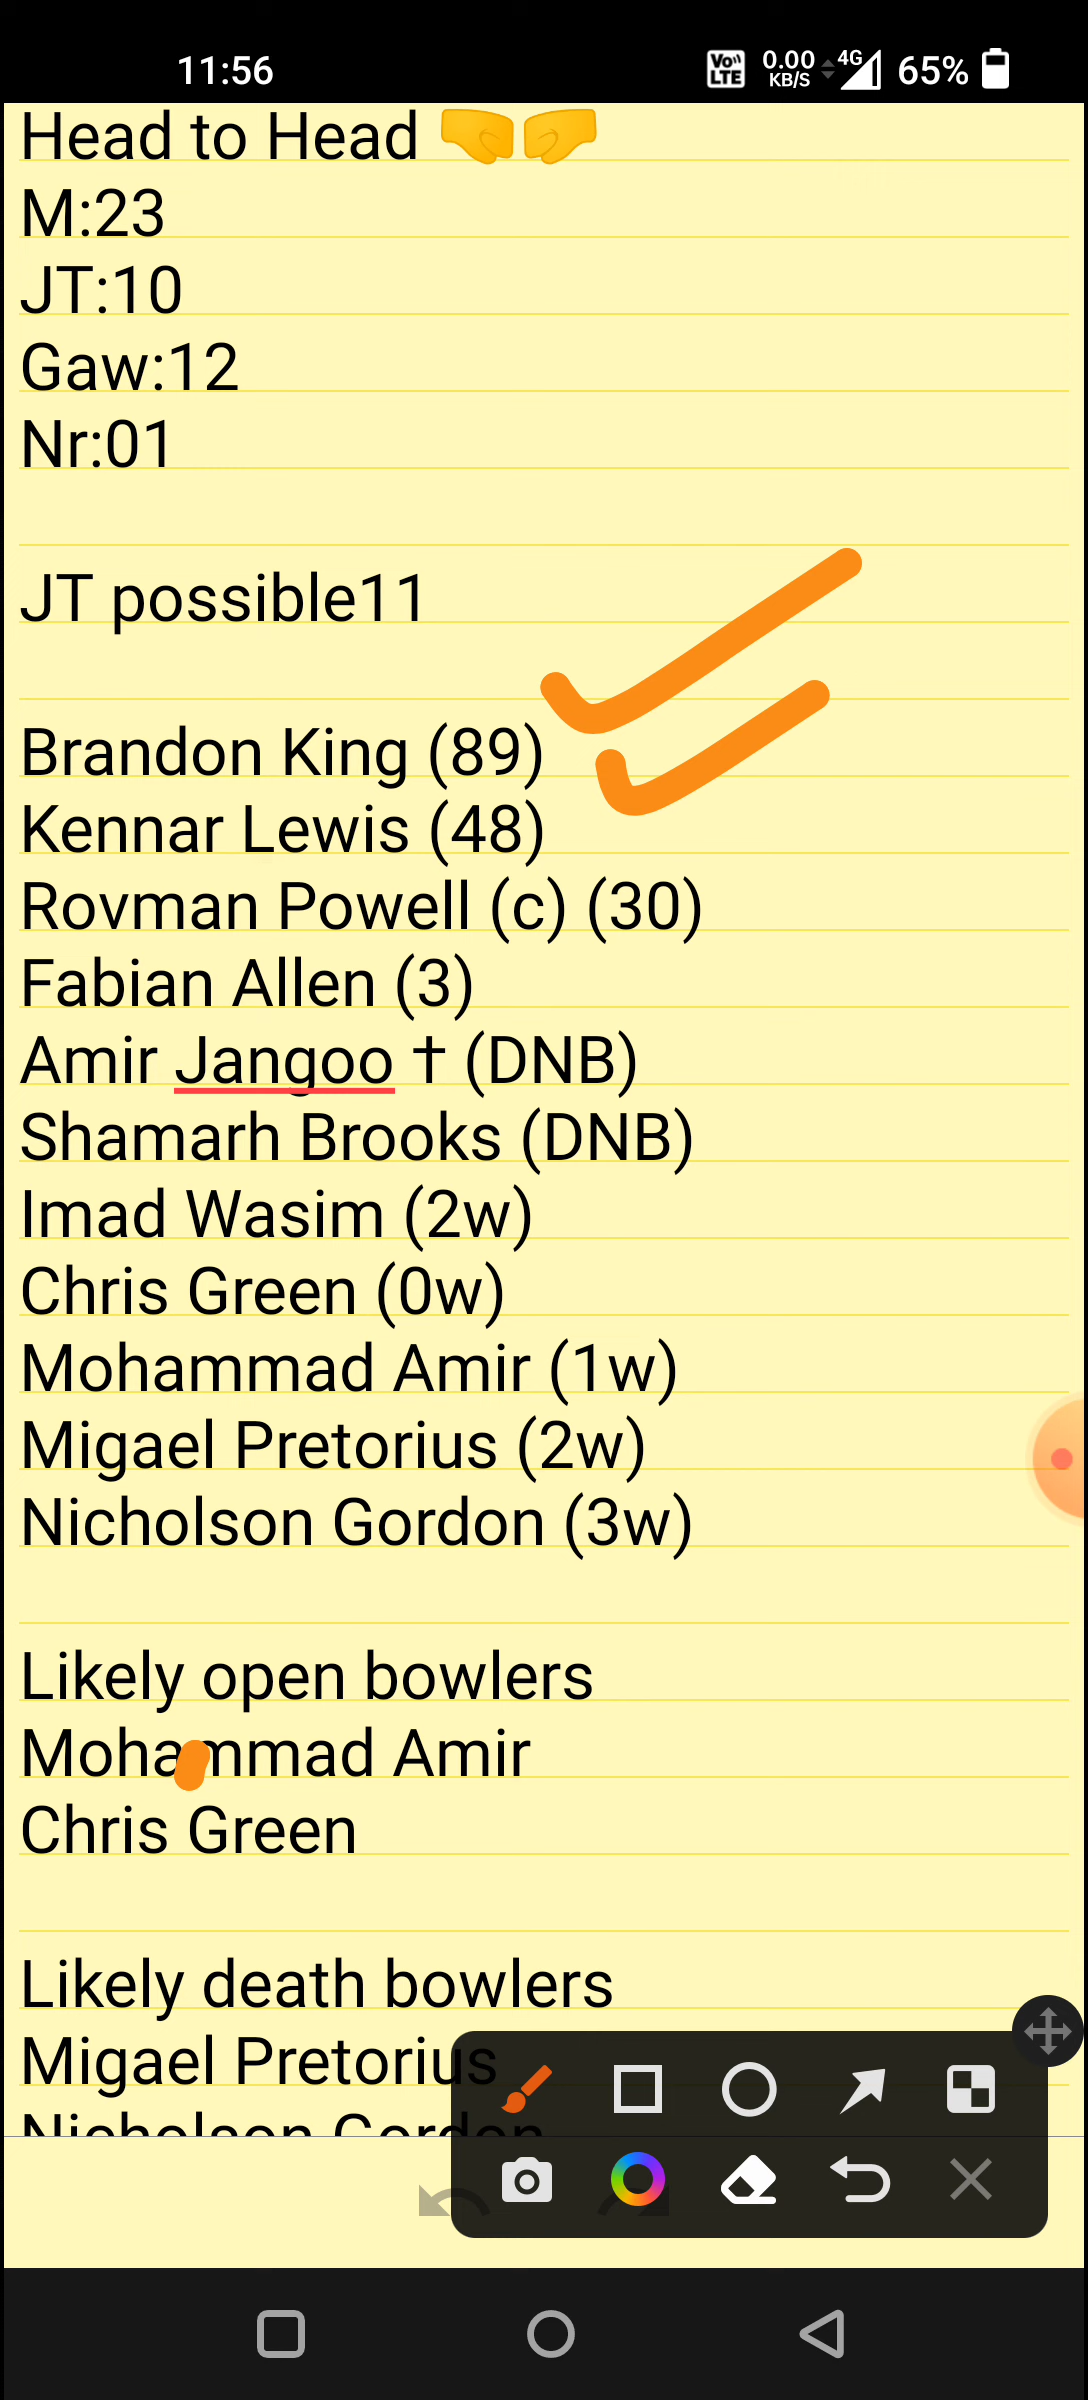 11:56 VoLTE 0.00 KB/S 4G 65%
Head to Head 🤜🤛
M:23
JT:10
Gaw:12
Nr:01
JT possible11
Brandon King (89)
Kennar Lewis (48)
Rovman Powell (c) (30)
Fabian Allen (3)
Amir Jangoo † (DNB)
Shamarh Brooks (DNB)
Imad Wasim (2w)
Chris Green (0w)
Mohammad Amir (1w)
Migael Pretorius (2w)
Nicholson Gordon (3w)
Likely open bowlers
Mohammad Amir
Chris Green
Likely death bowlers
Migael Pretorius
Nicholson Gordon